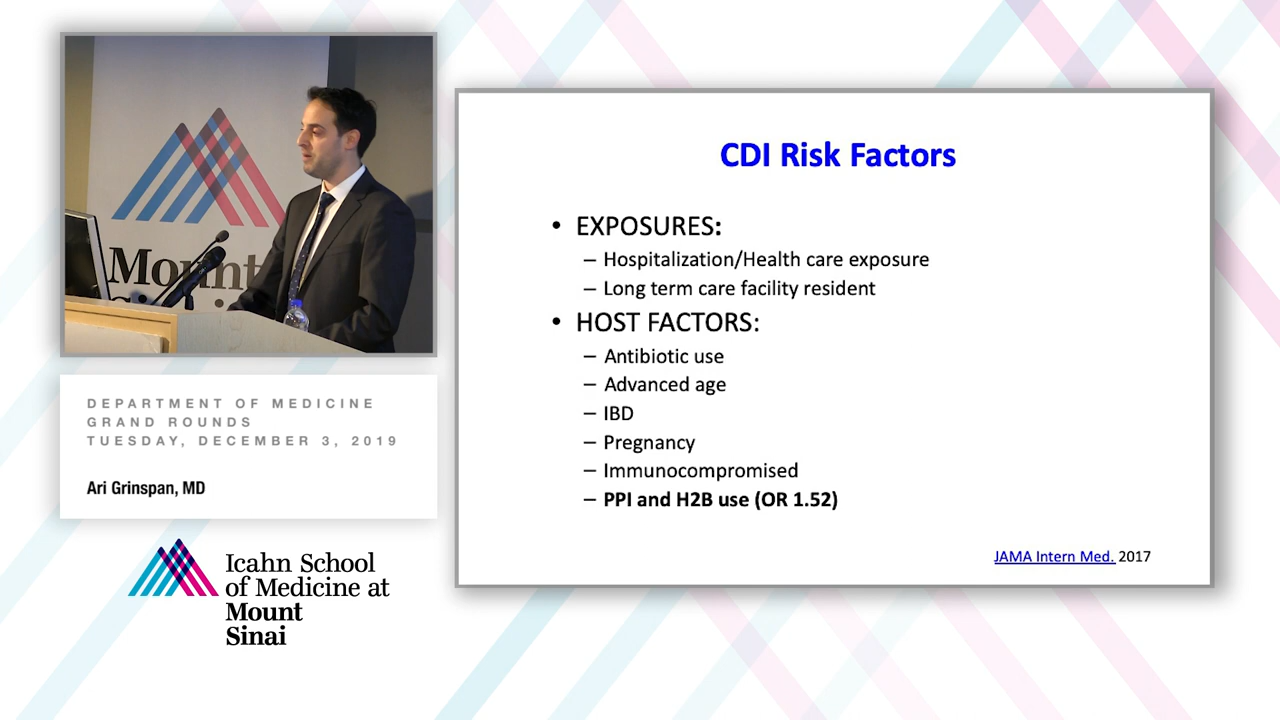 Mount
DEPARTMENT OF MEDICINE
GRAND ROUNDS
TUESDAY, DECEMBER 3, 2019
Ari Grinspan, MD
Icahn School
of Medicine at
Mount
Sinai
CDI Risk Factors
• EXPOSURES:
– Hospitalization/Health care exposure
– Long term care facility resident
• HOST FACTORS:
– Antibiotic use
– Advanced age
– IBD
– Pregnancy
– Immunocompromised
– PPI and H2B use (OR 1.52)
JAMA Intern Med. 2017